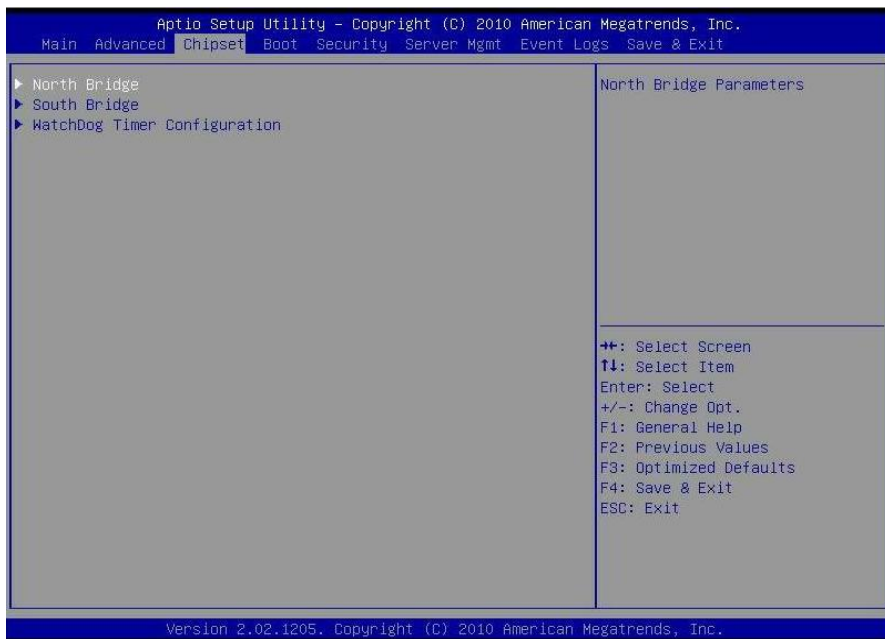 Aptio Setup Utility – Copyright (C) 2010 American Megatrends, Inc.
Main Advanced Chipset Boot Security Server Mgmt Event Logs Save & Exit
▶ North Bridge
▶ South Bridge
▶ WatchDog Timer Configuration
North Bridge Parameters
→←: Select Screen
↑↓: Select Item
Enter: Select
+/-: Change Opt.
F1: General Help
F2: Previous Values
F3: Optimized Defaults
F4: Save & Exit
ESC: Exit
Version 2.02.1205. Copyright (C) 2010 American Megatrends, Inc.